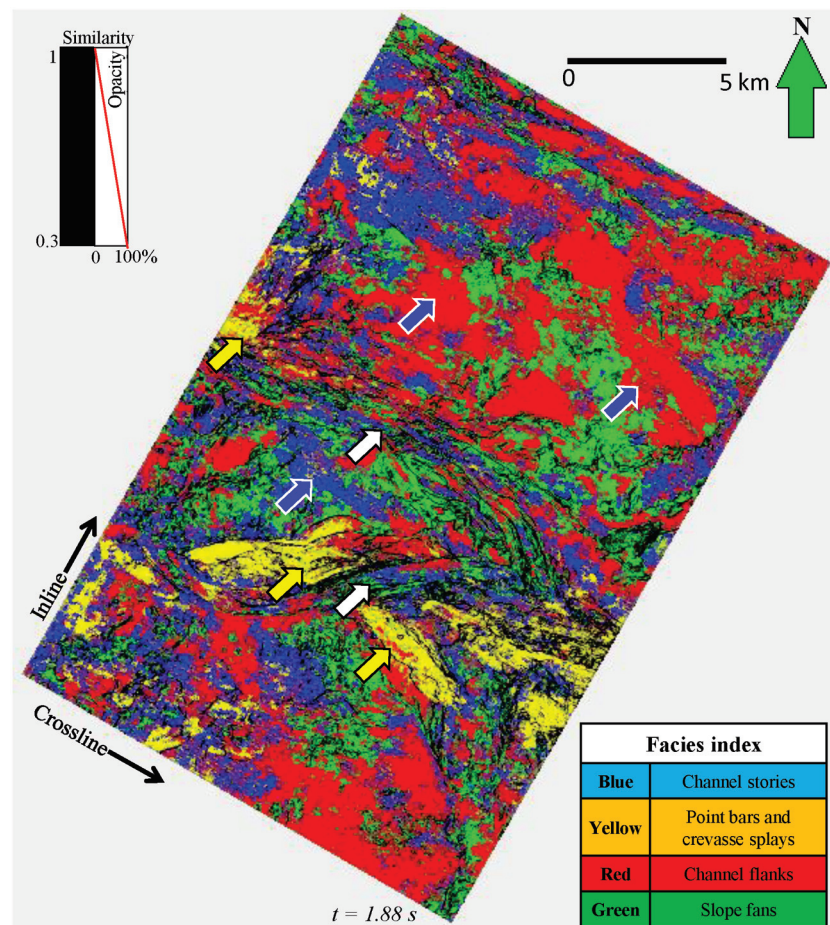 Similarity
1
Opacity
0.3
0
100%
N
0
5 km
Inline
Crossline
t = 1.88 s
Facies index
Blue
Channel stories
Yellow
Point bars and
crevasse splays
Red
Channel flanks
Green
Slope fans